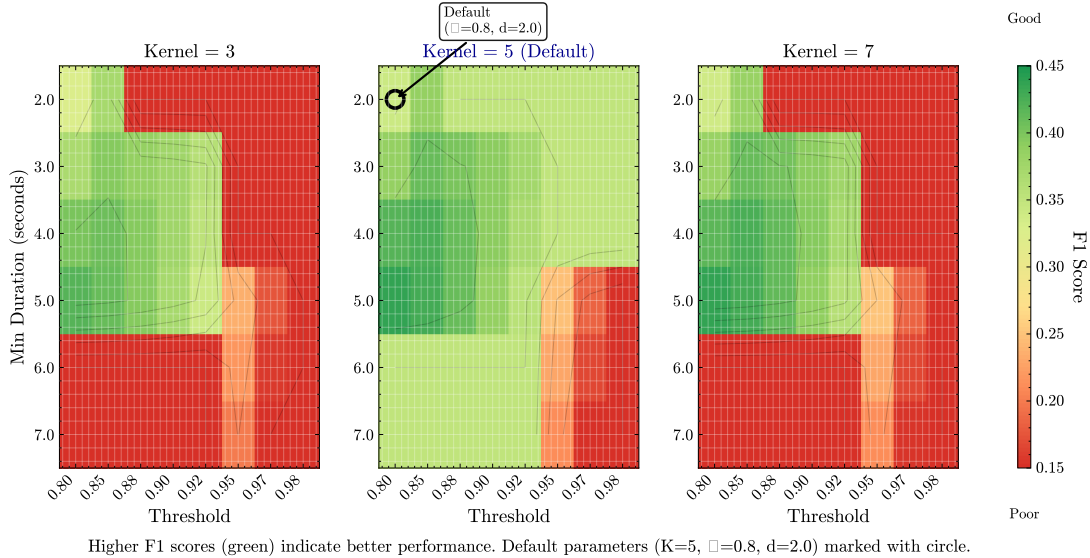 Default
(□=0.8, d=2.0)
Good
Kernel = 3
Kernel = 5 (Default)
Kernel = 7
Min Duration (seconds)
2.0
3.0
4.0
5.0
6.0
7.0
2.0
3.0
4.0
5.0
6.0
7.0
2.0
3.0
4.0
5.0
6.0
7.0
0.80 0.85 0.88 0.90 0.92 0.95 0.97 0.98
0.80 0.85 0.88 0.90 0.92 0.95 0.97 0.98
0.80 0.85 0.88 0.90 0.92 0.95 0.97 0.98
Threshold
Threshold
Threshold
0.45
0.40
0.35
0.30
0.25
0.20
0.15
F1 Score
Poor
Higher F1 scores (green) indicate better performance. Default parameters (K=5, □=0.8, d=2.0) marked with circle.